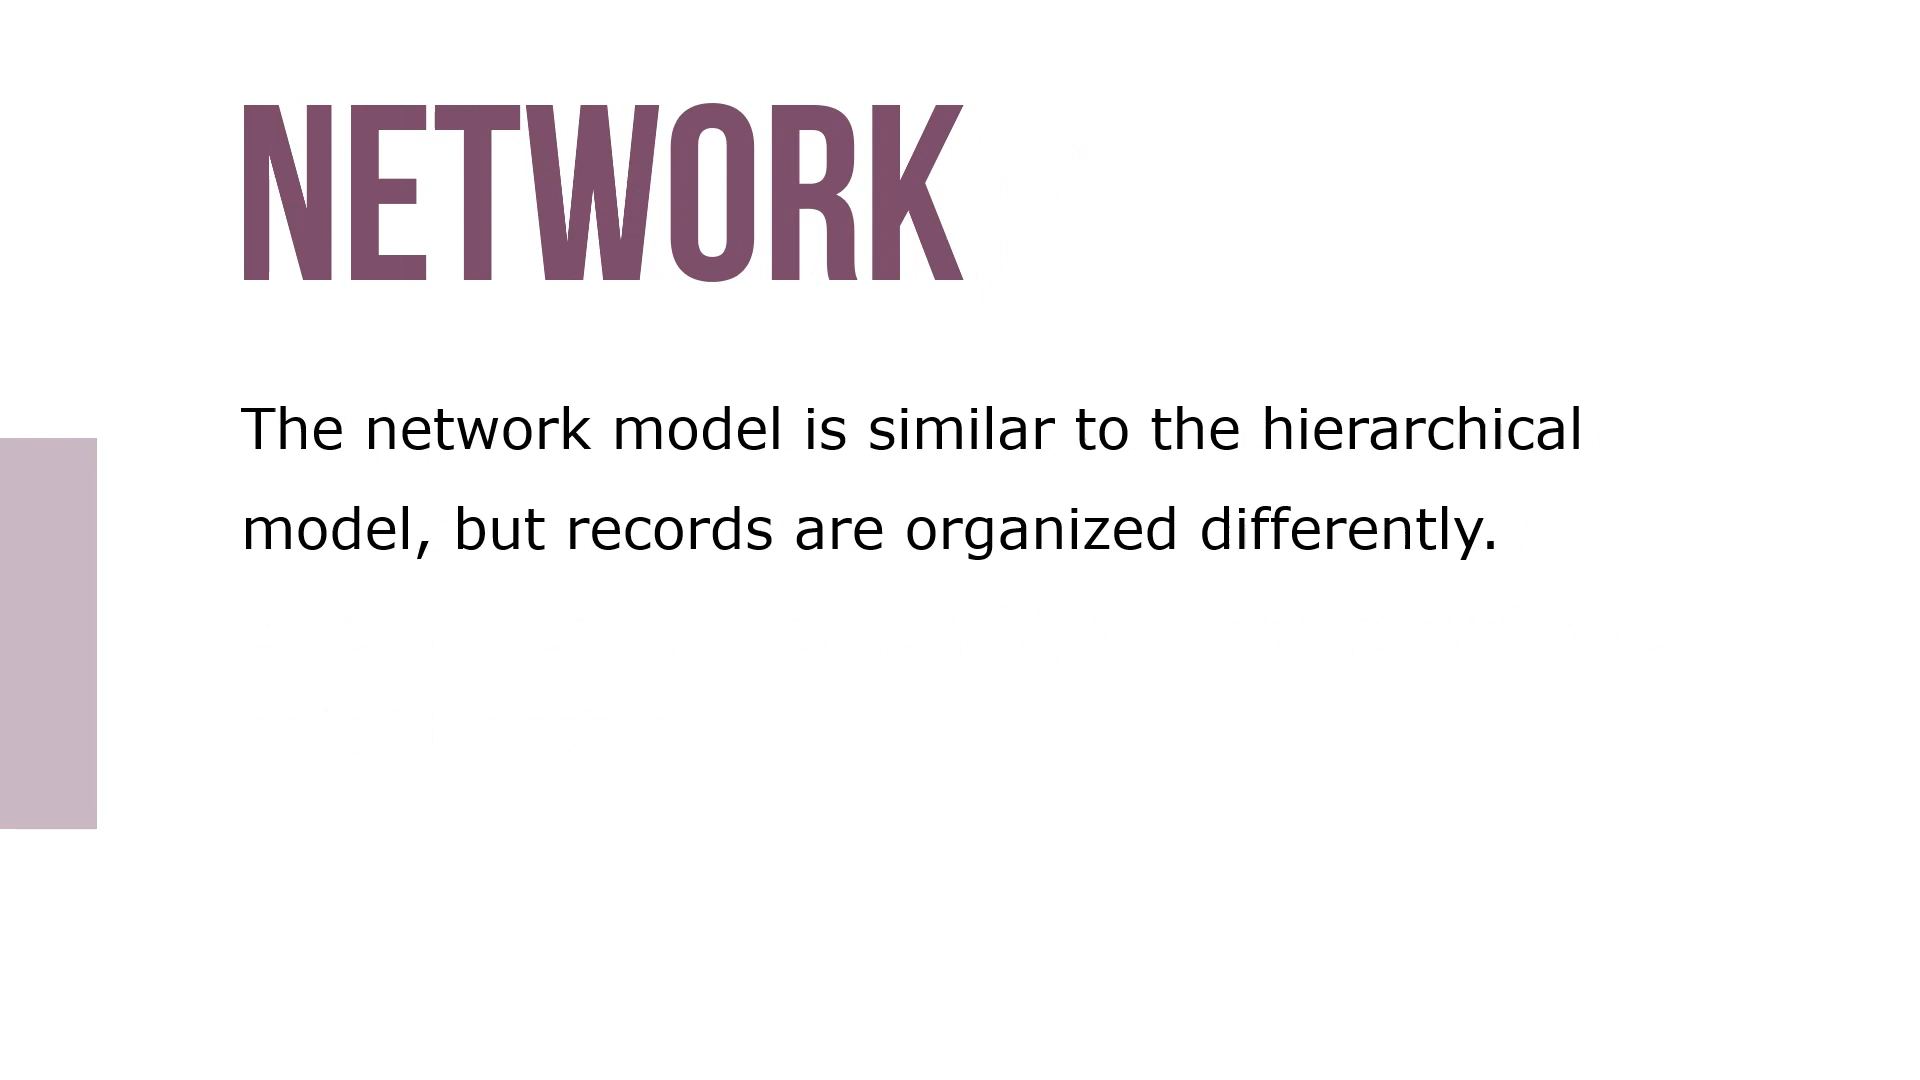 NETWORK
The network model is similar to the hierarchical
model, but records are organized differently.